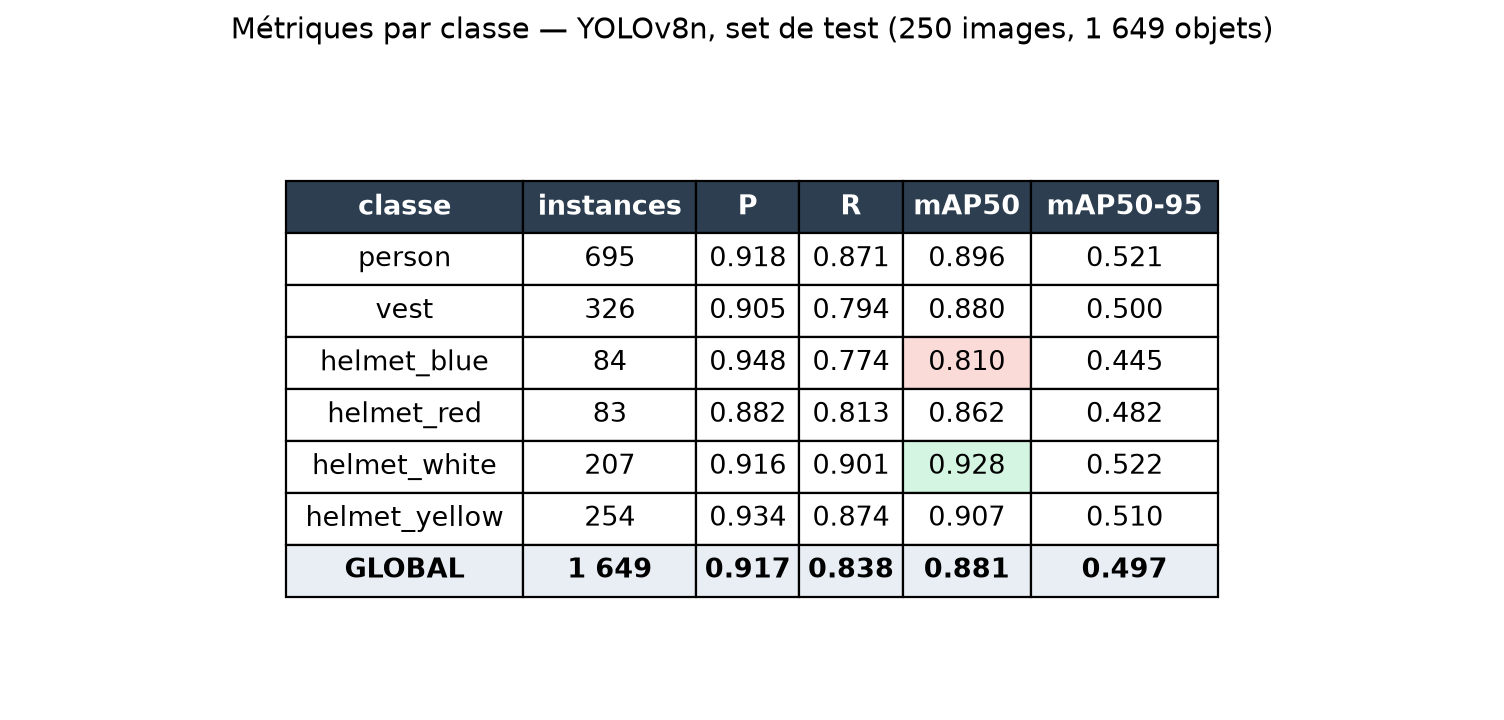 Métriques par classe — YOLOv8n, set de test (250 images, 1 649 objets)
classe instances P R mAP50 mAP50-95
person 695 0.918 0.871 0.896 0.521
vest 326 0.905 0.794 0.880 0.500
helmet_blue 84 0.948 0.774 0.810 0.445
helmet_red 83 0.882 0.813 0.862 0.482
helmet_white 207 0.916 0.901 0.928 0.522
helmet_yellow 254 0.934 0.874 0.907 0.510
GLOBAL 1 649 0.917 0.838 0.881 0.497